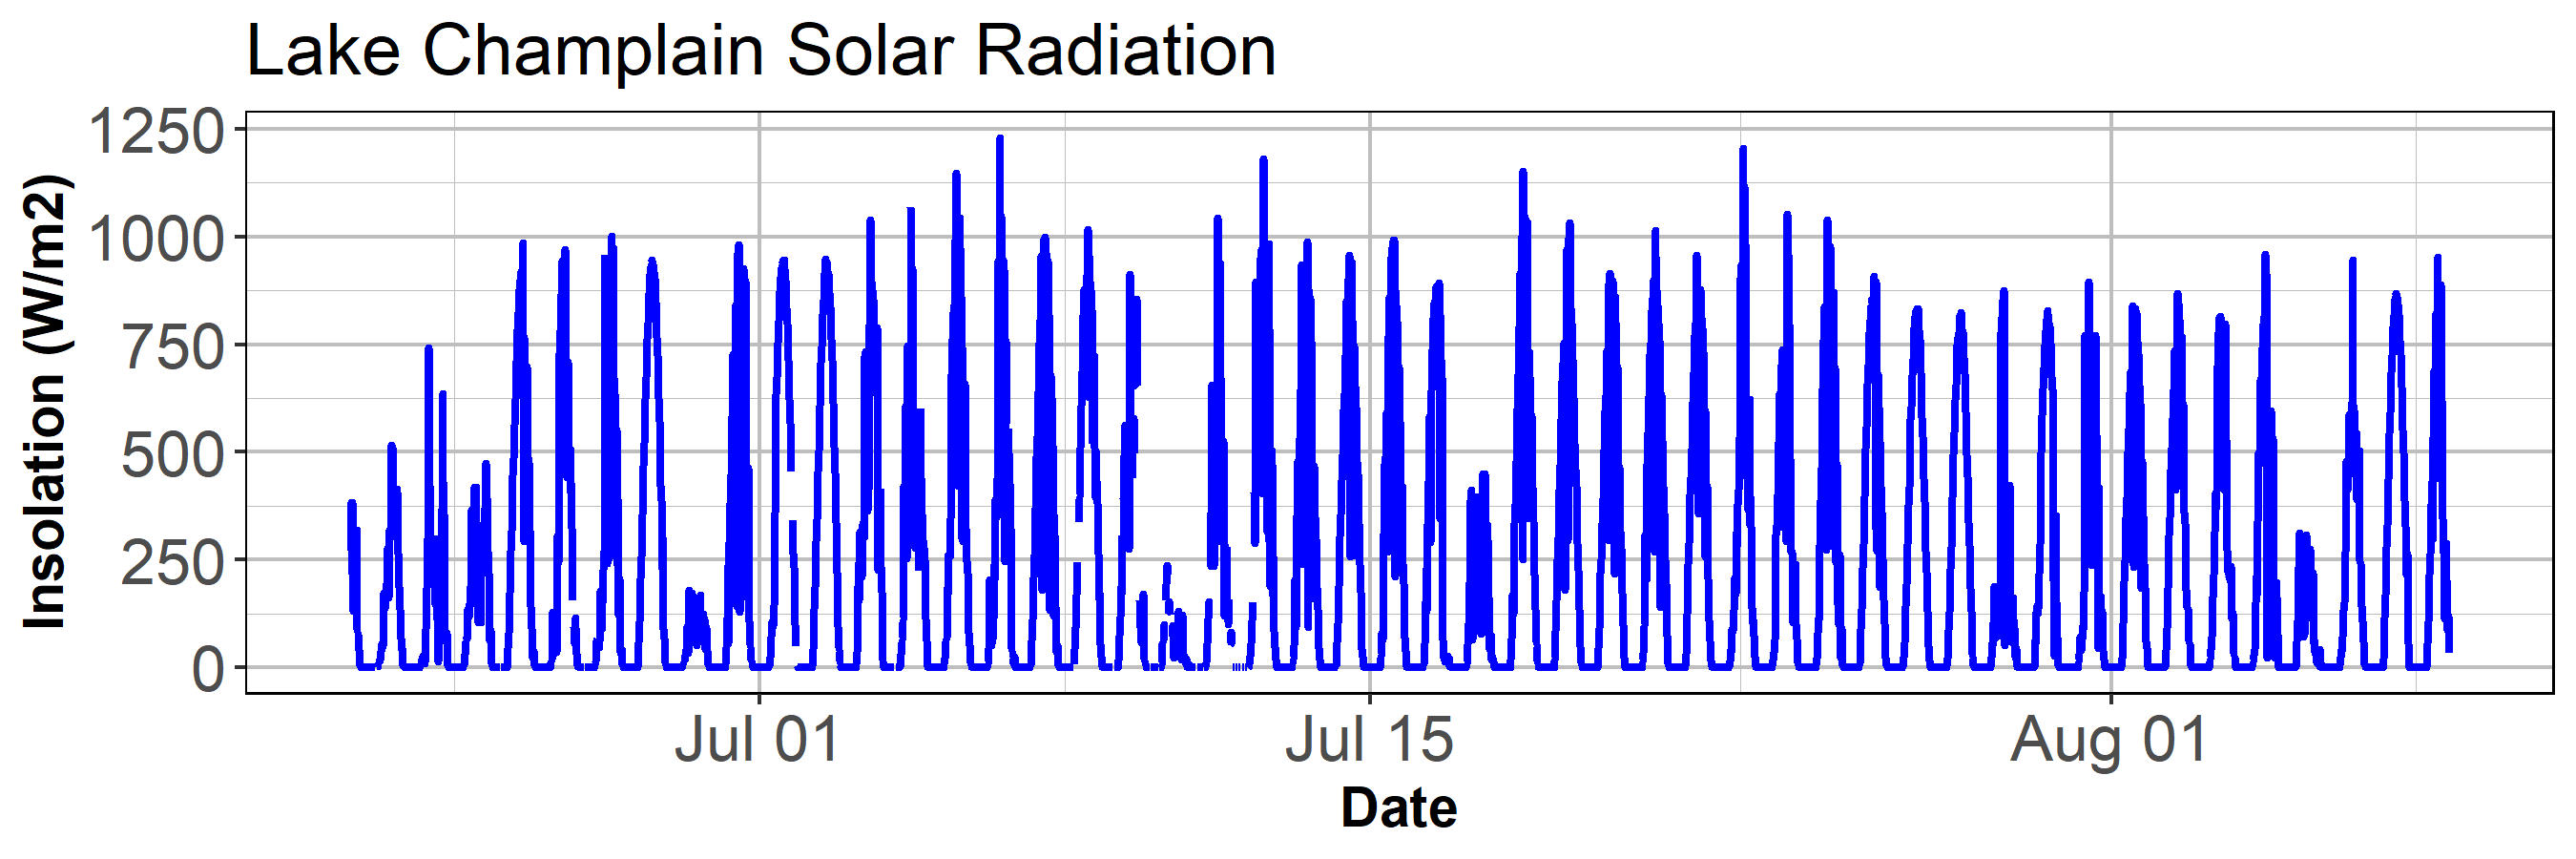 Lake Champlain Solar Radiation
Insolation (W/m2)
1250
1000
750
500
250
0
Jul 01
Jul 15
Aug 01
Date